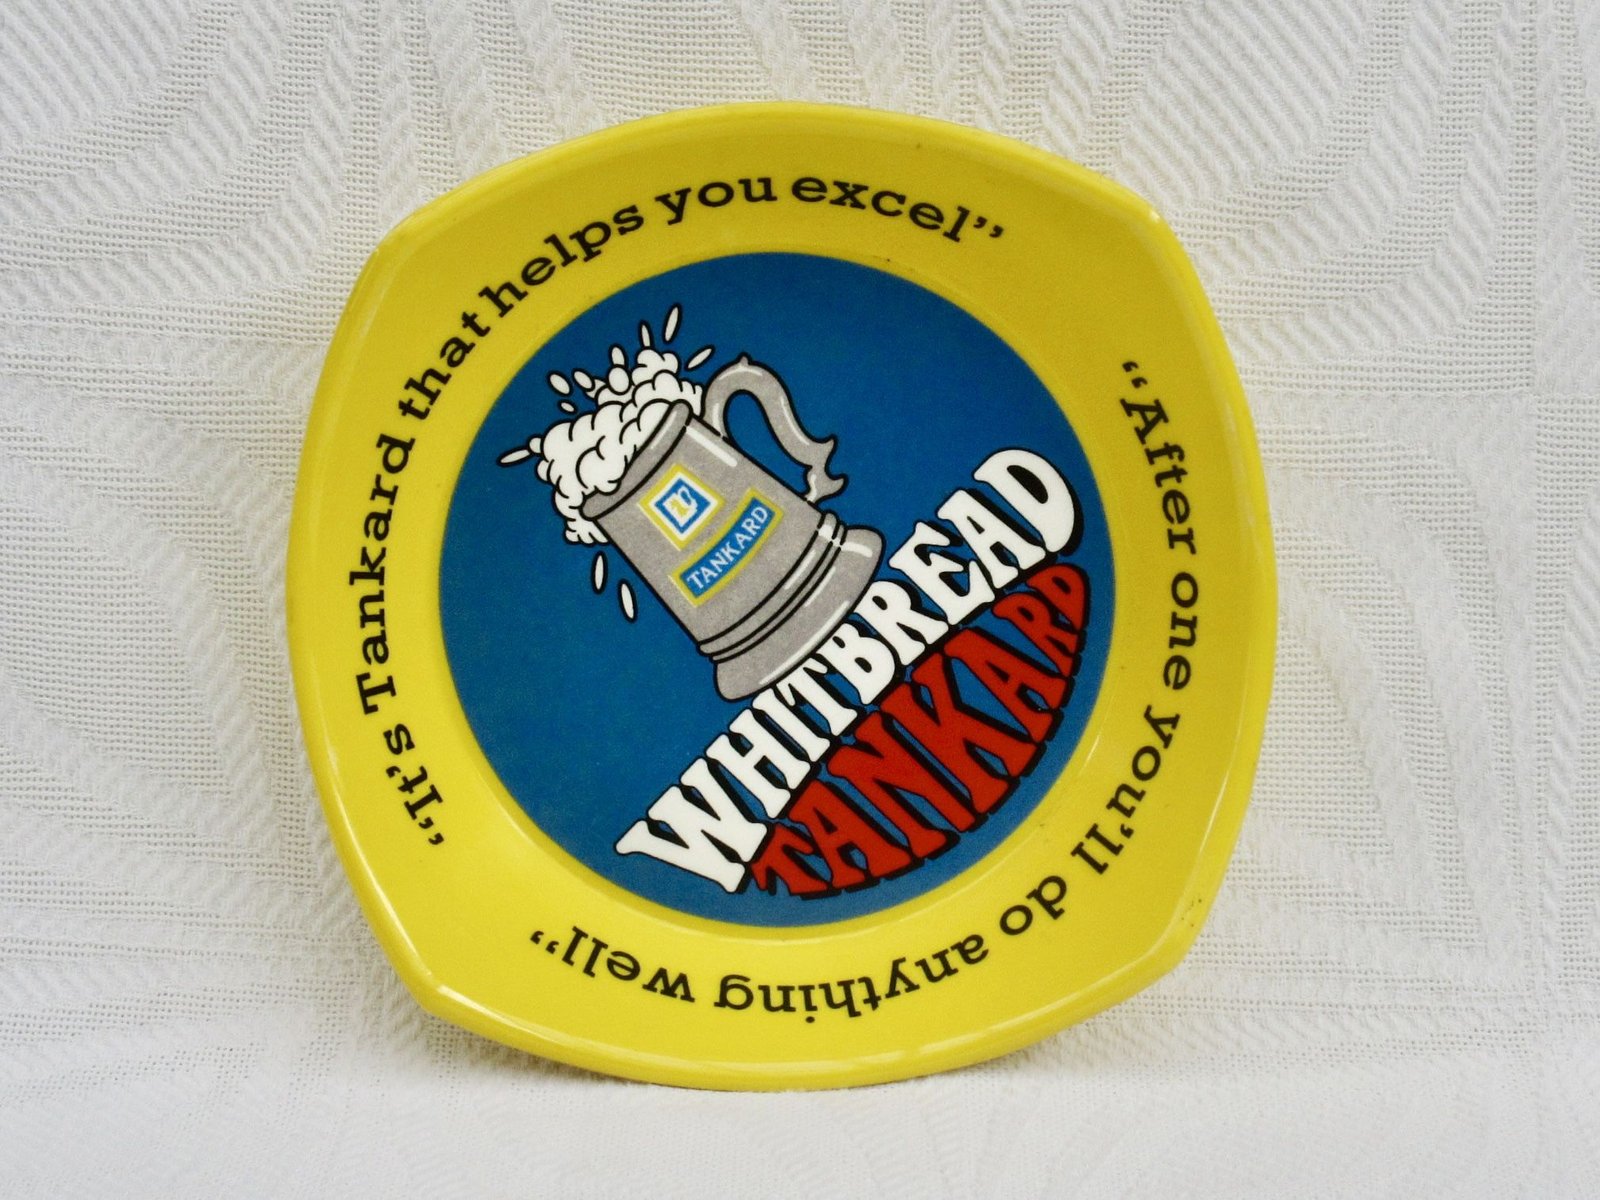 "It's Tankard that helps you excel"
"After one you'll do anything well"
TANKARD
WHITBREAD
TANKARD